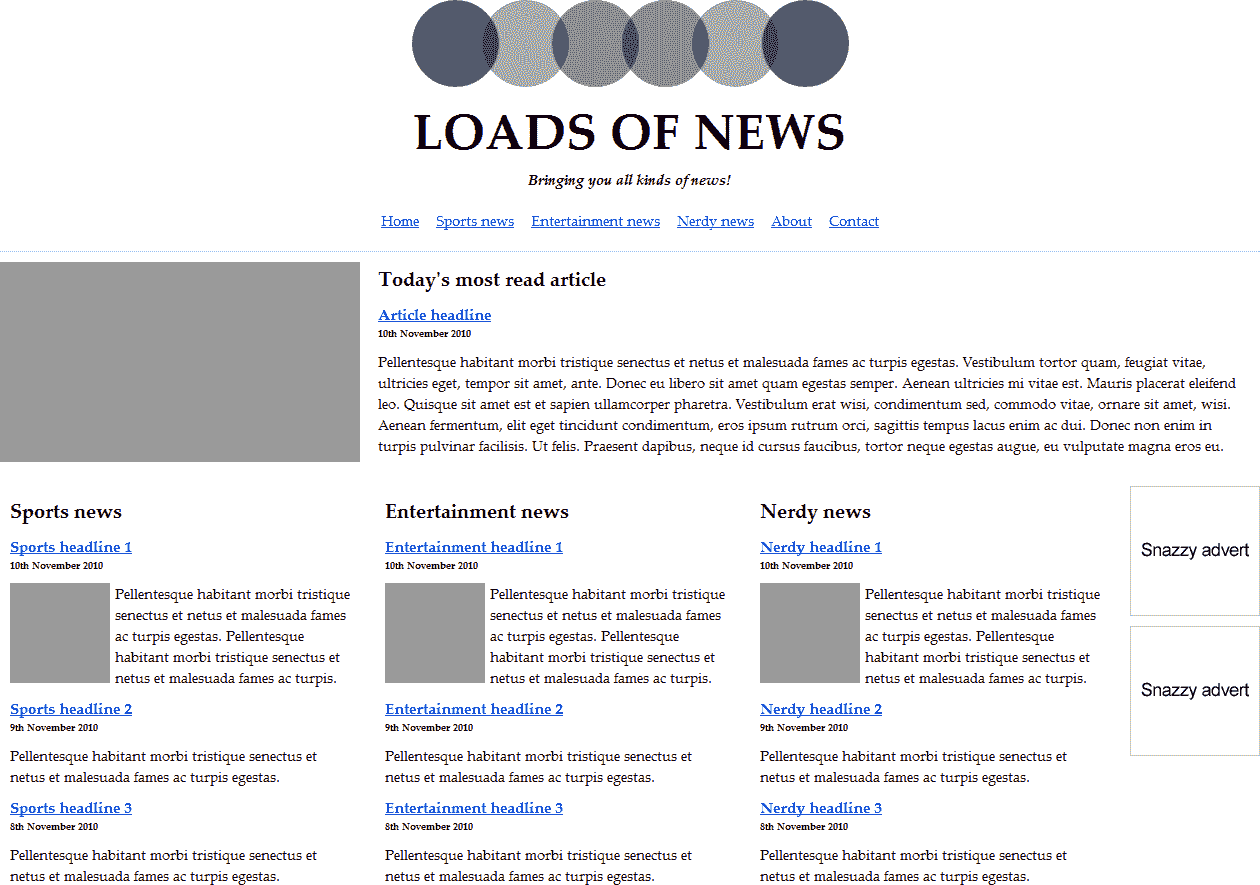 LOADS OF NEWS
Bringing you all kinds of news!
Home Sports news Entertainment news Nerdy news About Contact
Today's most read article
Article headline
10th November 2010
Pellentesque habitant morbi tristique senectus et netus et malesuada fames ac turpis egestas. Vestibulum tortor quam, feugiat vitae,
ultricies eget, tempor sit amet, ante. Donec eu libero sit amet quam egestas semper. Aenean ultricies mi vitae est. Mauris placerat eleifend
leo. Quisque sit amet est et sapien ullamcorper pharetra. Vestibulum erat wisi, condimentum sed, commodo vitae, ornare sit amet, wisi.
Aenean fermentum, elit eget tincidunt condimentum, eros ipsum rutrum orci, sagittis tempus lacus enim ac dui. Donec non enim in
turpis pulvinar facilisis. Ut felis. Praesent dapibus, neque id cursus faucibus, tortor neque egestas augue, eu vulputate magna eros eu.
Sports news
Sports headline 1
10th November 2010
Pellentesque habitant morbi tristique
senectus et netus et malesuada fames
ac turpis egestas. Pellentesque
habitant morbi tristique senectus et
netus et malesuada fames ac turpis.
Sports headline 2
9th November 2010
Pellentesque habitant morbi tristique senectus et
netus et malesuada fames ac turpis egestas.
Sports headline 3
8th November 2010
Pellentesque habitant morbi tristique senectus et
netus et malesuada fames ac turpis egestas.
Entertainment news
Entertainment headline 1
10th November 2010
Pellentesque habitant morbi tristique
senectus et netus et malesuada fames
ac turpis egestas. Pellentesque
habitant morbi tristique senectus et
netus et malesuada fames ac turpis.
Entertainment headline 2
9th November 2010
Pellentesque habitant morbi tristique senectus et
netus et malesuada fames ac turpis egestas.
Entertainment headline 3
8th November 2010
Pellentesque habitant morbi tristique senectus et
netus et malesuada fames ac turpis egestas.
Nerdy news
Nerdy headline 1
10th November 2010
Pellentesque habitant morbi tristique
senectus et netus et malesuada fames
ac turpis egestas. Pellentesque
habitant morbi tristique senectus et
netus et malesuada fames ac turpis.
Nerdy headline 2
9th November 2010
Pellentesque habitant morbi tristique senectus et
netus et malesuada fames ac turpis egestas.
Nerdy headline 3
8th November 2010
Pellentesque habitant morbi tristique senectus et
netus et malesuada fames ac turpis egestas.
Snazzy advert
Snazzy advert